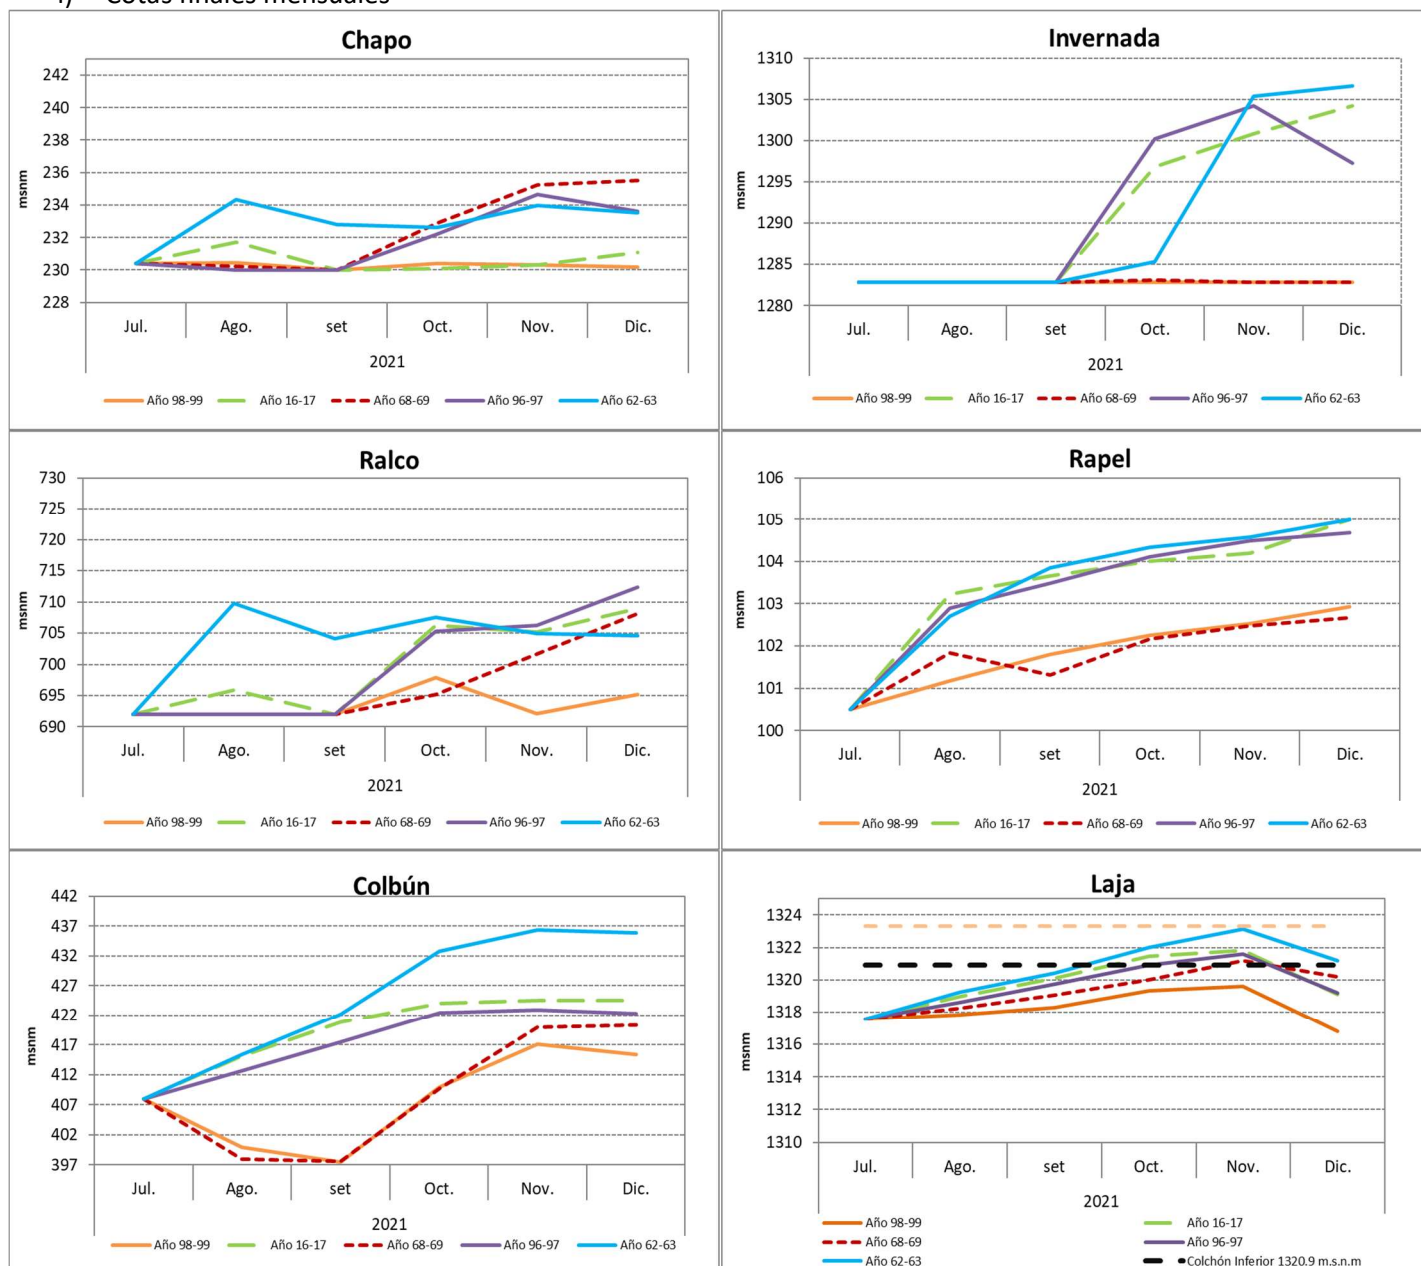 Cotas finales mensuales
Chapo
242
240
238
236
234
232
230
228
msnm
Jul. Ago. set Oct. Nov. Dic.
2021
Año 98-99 Año 16-17 Año 68-69 Año 96-97 Año 62-63
Invernada
1310
1305
1300
1295
1290
1285
1280
msnm
Jul. Ago. set Oct. Nov. Dic.
2021
Año 98-99 Año 16-17 Año 68-69 Año 96-97 Año 62-63
Ralco
730
725
720
715
710
705
700
695
690
msnm
Jul. Ago. set Oct. Nov. Dic.
2021
Año 98-99 Año 16-17 Año 68-69 Año 96-97 Año 62-63
Rapel
106
105
104
103
102
101
100
msnm
Jul. Ago. set Oct. Nov. Dic.
2021
Año 98-99 Año 16-17 Año 68-69 Año 96-97 Año 62-63
Colbún
442
437
432
427
422
417
412
407
402
397
msnm
Jul. Ago. set Oct. Nov. Dic.
2021
Año 98-99 Año 16-17 Año 68-69 Año 96-97 Año 62-63
Laja
1324
1322
1320
1318
1316
1314
1312
1310
msnm
Jul. Ago. set Oct. Nov. Dic.
2021
Año 98-99 Año 16-17
Año 68-69 Año 96-97
Año 62-63 Colchón Inferior 1320.9 m.s.n.m